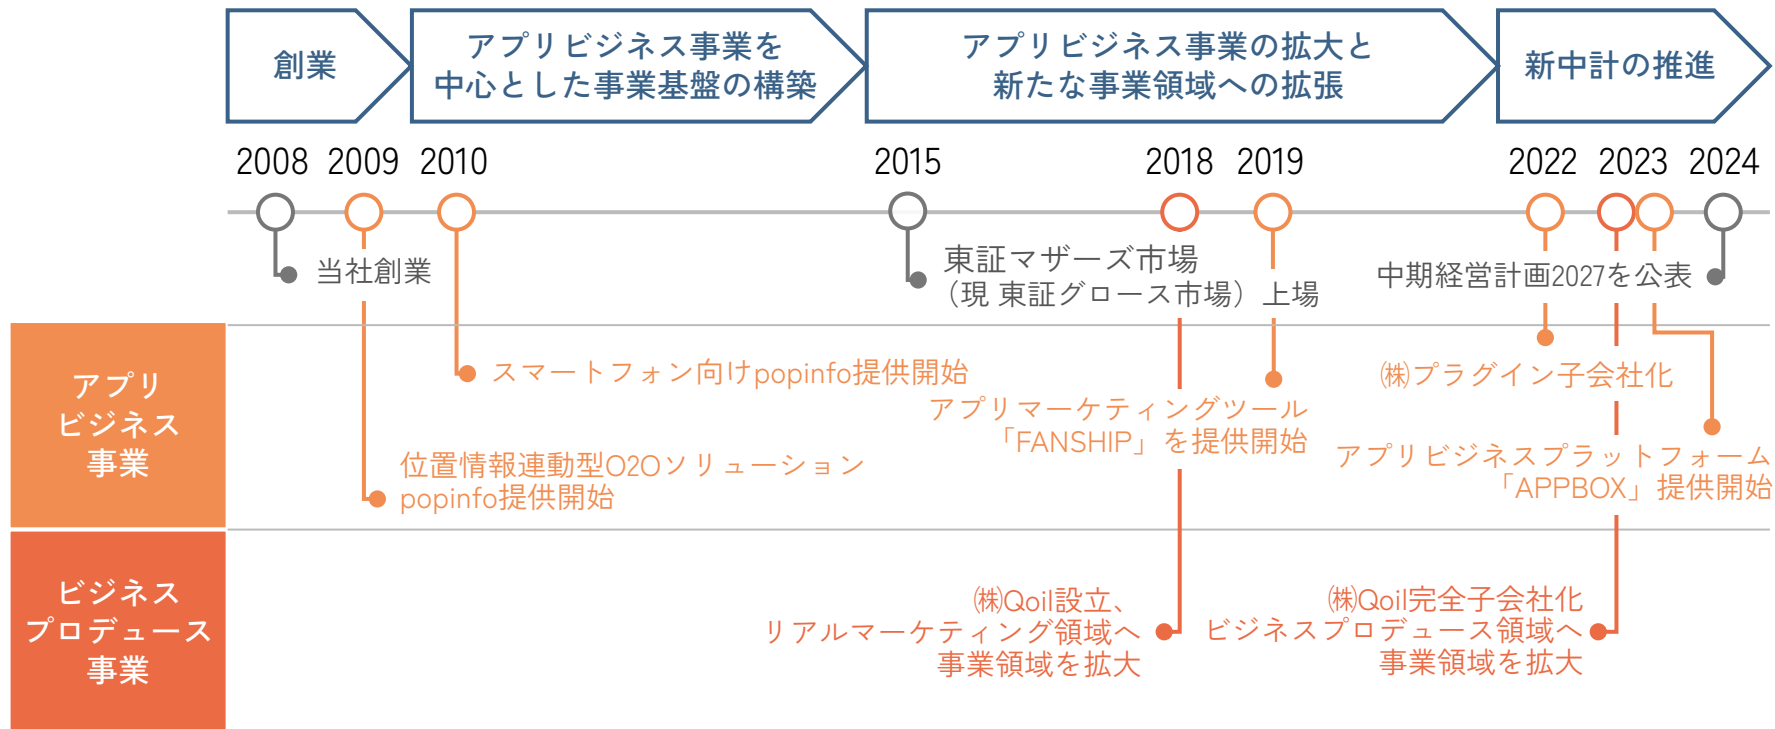 創業
アプリビジネス事業を
中心とした事業基盤の構築
アプリビジネス事業の拡大と
新たな事業領域への拡張
新中計の推進
2008 2009 2010 2015 2018 2019 2022 2023 2024
当社創業
東証マザーズ市場
（現 東証グロース市場）上場
中期経営計画2027を公表
アプリ
ビジネス
事業
スマートフォン向けpopinfo提供開始
位置情報連動型O2Oソリューション
popinfo提供開始
アプリマーケティングツール
「FANSHIP」を提供開始
㈱プラグイン子会社化
アプリビジネスプラットフォーム
「APPBOX」提供開始
ビジネス
プロデュース
事業
㈱Qoil設立、
リアルマーケティング領域へ
事業領域を拡大
㈱Qoil完全子会社化
ビジネスプロデュース領域へ
事業領域を拡大